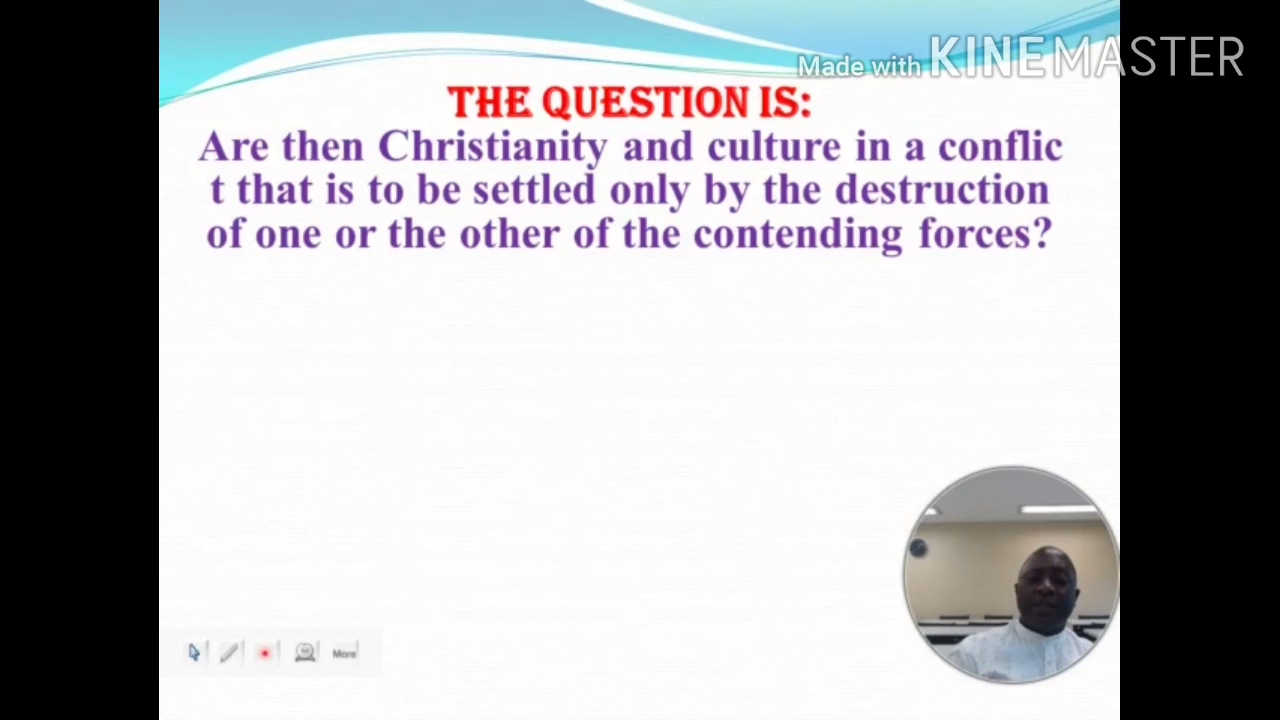 Made with KINEMASTER
THE QUESTION IS:
Are then Christianity and culture in a conflic
t that is to be settled only by the destruction
of one or the other of the contending forces?
More